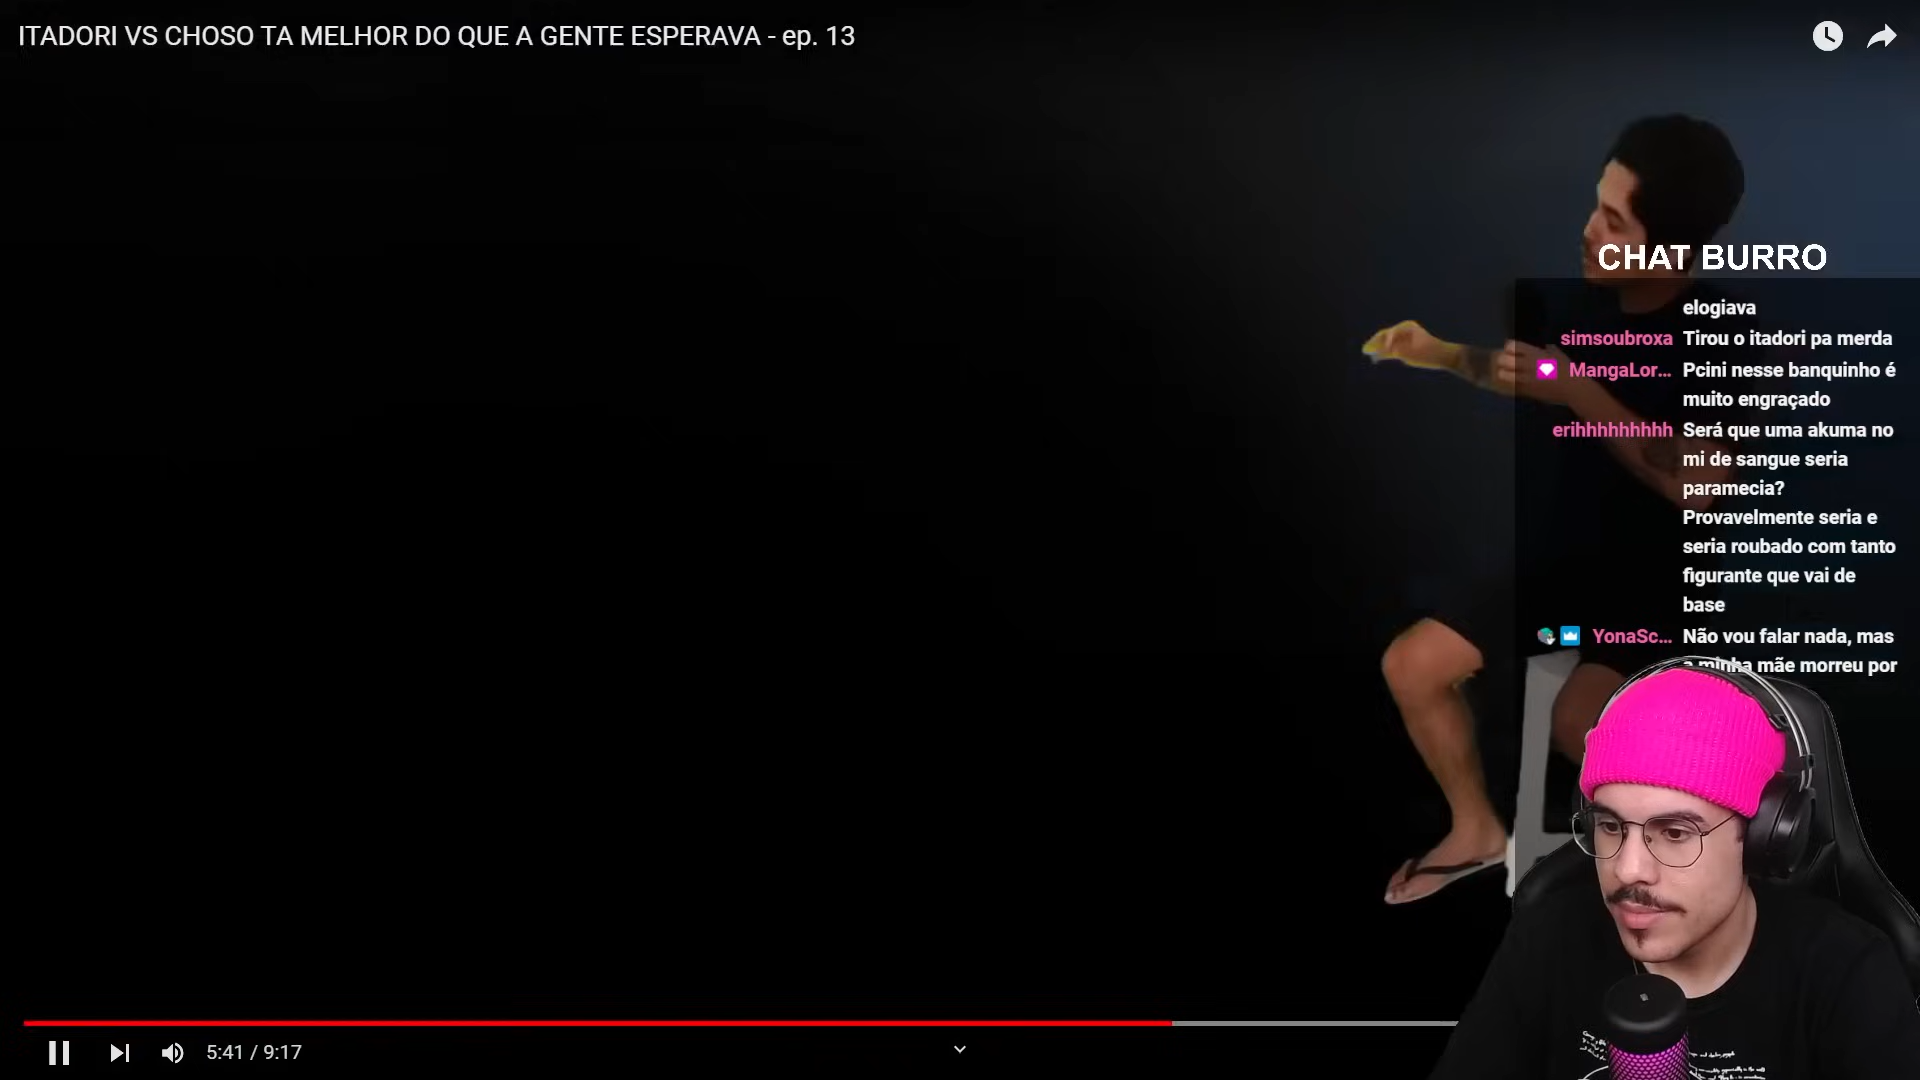 ITADORI VS CHOSO TA MELHOR DO QUE A GENTE ESPERAVA - ep. 13
CHAT BURRO
elogiava
simsoubroxa Tirou o itadori pa merda
MangaLor... Pcini nesse banquinho é
muito engraçado
erihhhhhhhhh Será que uma akuma no
mi de sangue seria
paramecia?
Provavelmente seria e
seria roubado com tanto
figurante que vai de
base
YonaSc... Não vou falar nada, mas
a minha mãe morreu por
5:41 / 9:17